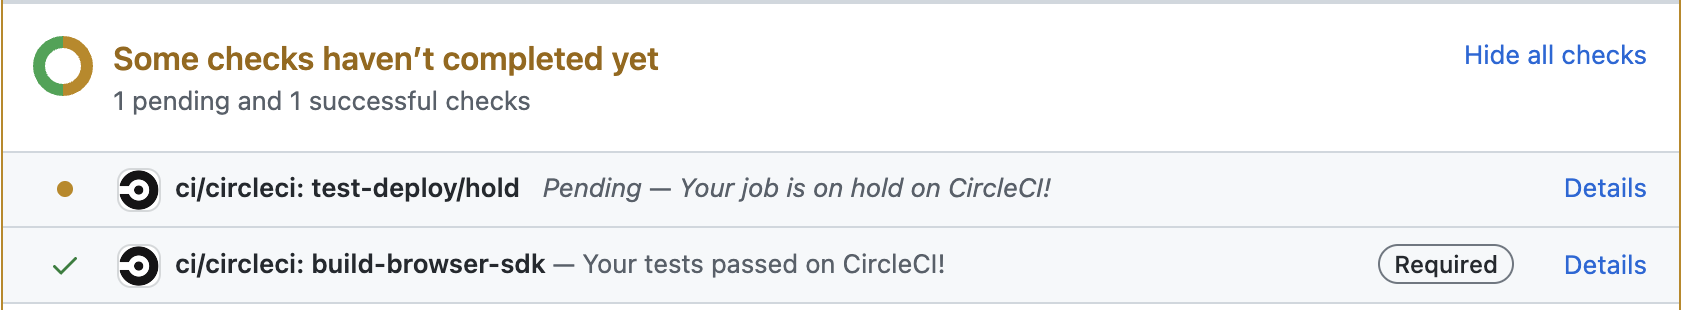 Some checks haven’t completed yet
Hide all checks
1 pending and 1 successful checks
ci/circleci: test-deploy/hold Pending — Your job is on hold on CircleCI! Details
ci/circleci: build-browser-sdk — Your tests passed on CircleCI! Required Details